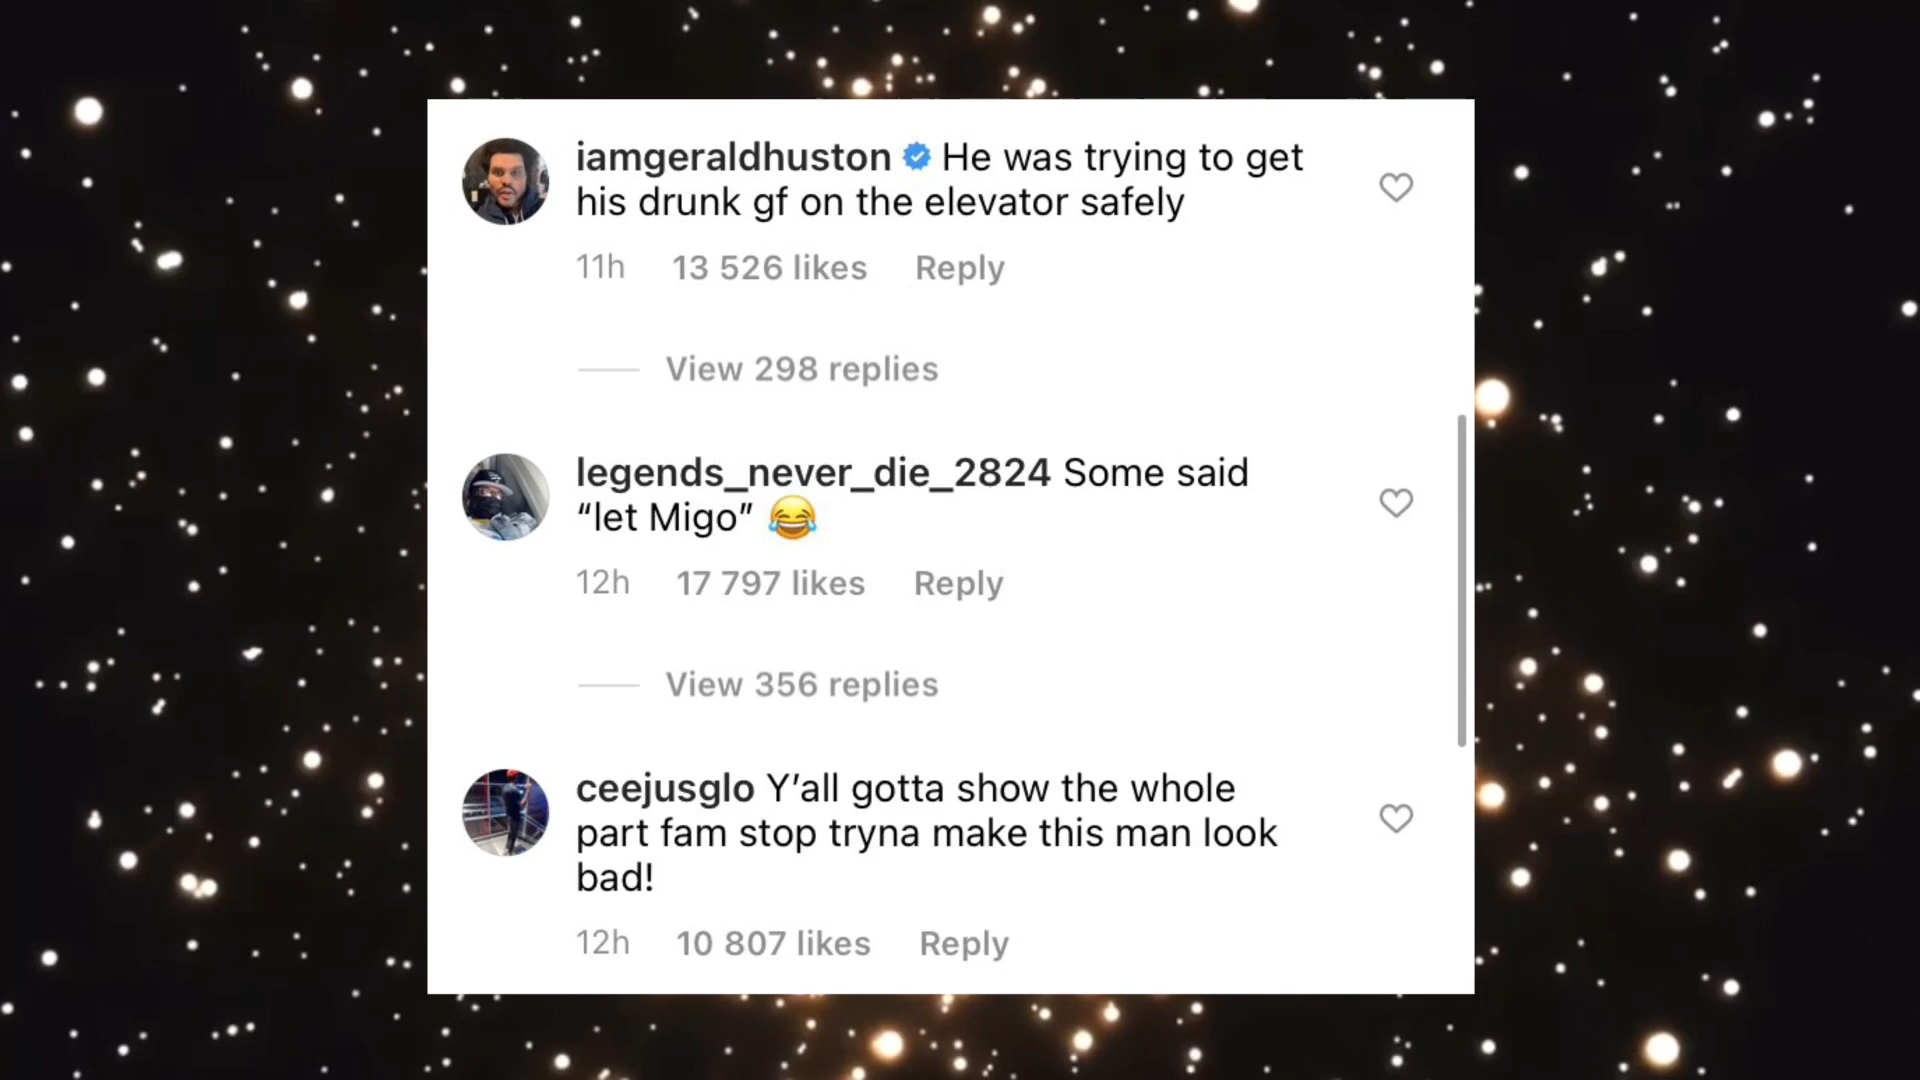 iamgeraldhuston He was trying to get
his drunk gf on the elevator safely
11h 13 526 likes Reply
View 298 replies
legends_never_die_2824 Some said
“let Migo” 😂
12h 17 797 likes Reply
View 356 replies
ceejusglo Y’all gotta show the whole
part fam stop tryna make this man look
bad!
12h 10 807 likes Reply